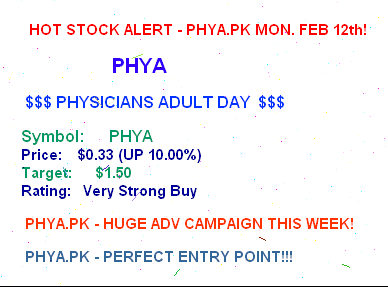 HOT STOCK ALERT - PHYA.PK MON. FEB 12th!
PHYA
$$$ PHYSICIANS ADULT DAY $$$
Symbol: PHYA
Price: $0.33 (UP 10.00%)
Target: $1.50
Rating: Very Strong Buy
PHYA.PK - HUGE ADV CAMPAIGN THIS WEEK!
PHYA.PK - PERFECT ENTRY POINT!!!